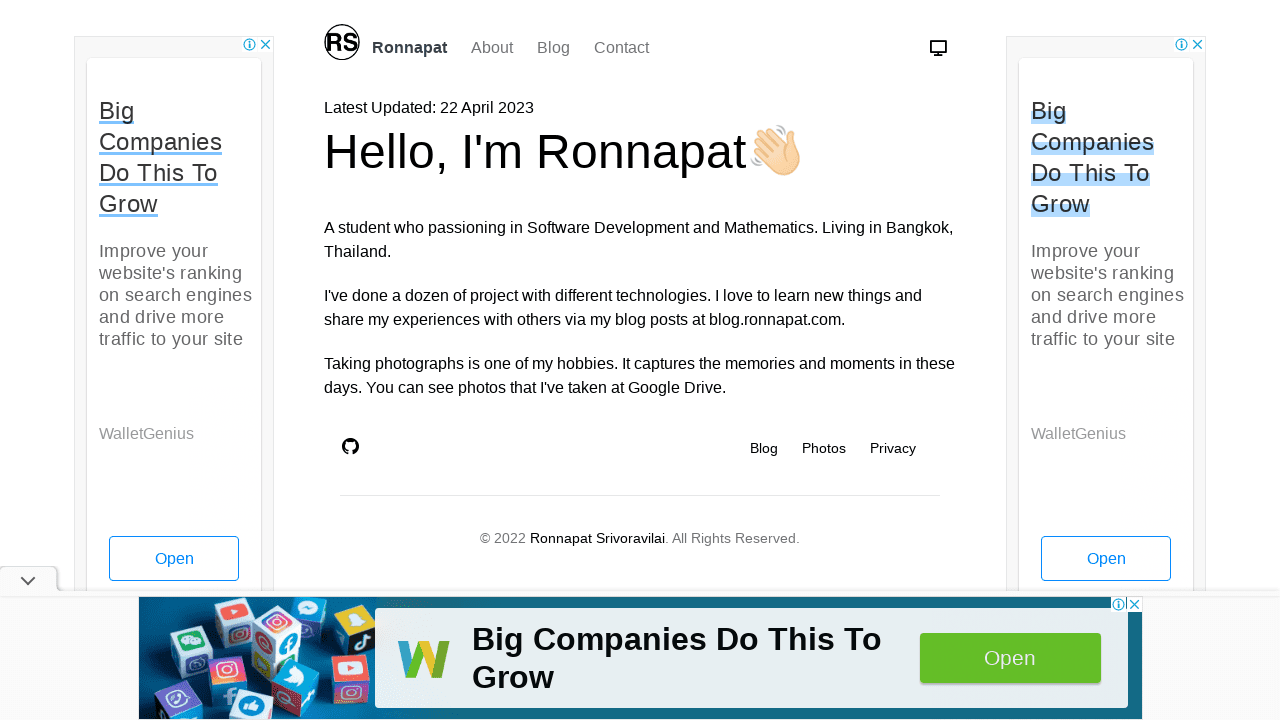 RS
Ronnapat About Blog Contact
Latest Updated: 22 April 2023
Hello, I'm Ronnapat
A student who passioning in Software Development and Mathematics. Living in Bangkok,
Thailand.
I've done a dozen of project with different technologies. I love to learn new things and
share my experiences with others via my blog posts at blog.ronnapat.com.
Taking photographs is one of my hobbies. It captures the memories and moments in these
days. You can see photos that I've taken at Google Drive.
Blog Photos Privacy
© 2022 Ronnapat Srivoravilai. All Rights Reserved.
Big
Companies
Do This To
Grow
Improve your
website's ranking
on search engines
and drive more
traffic to your site
WalletGenius
Open
Big
Companies
Do This To
Grow
Improve your
website's ranking
on search engines
and drive more
traffic to your site
WalletGenius
Open
Big Companies Do This To
Grow
Open